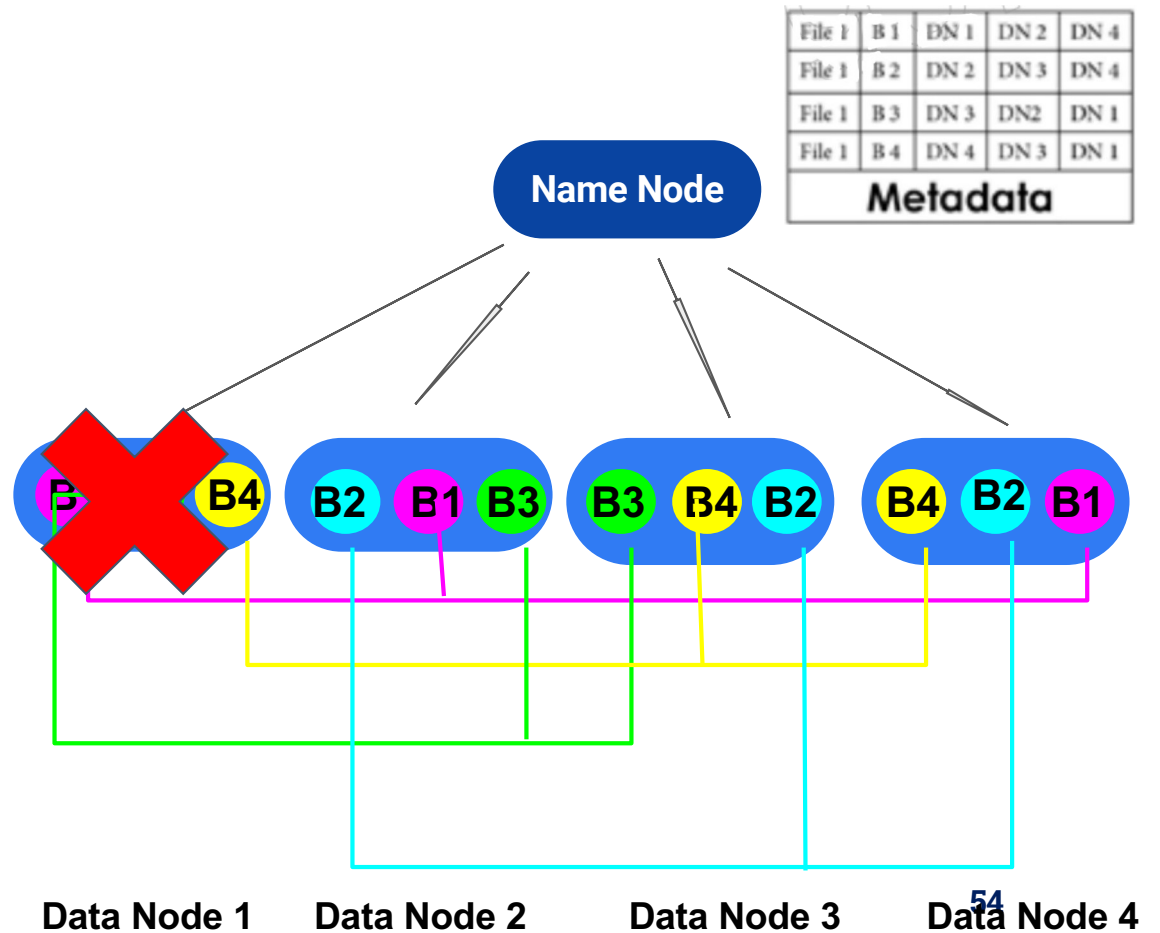 File 1 B 1 DN 1 DN 2 DN 4
File 1 B 2 DN 2 DN 3 DN 4
File 1 B 3 DN 3 DN2 DN 1
File 1 B 4 DN 4 DN 3 DN 1
Metadata
Name Node
B B4 B2 B1 B3 B3 B4 B2 B4 B2 B1
54
Data Node 1 Data Node 2 Data Node 3 Data Node 4